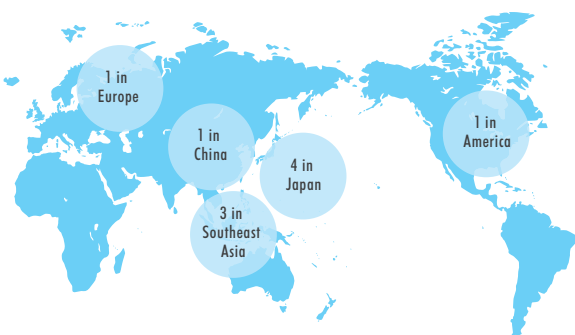 1 in
Europe
1 in
China
4 in
Japan
3 in
Southeast
Asia
1 in
America